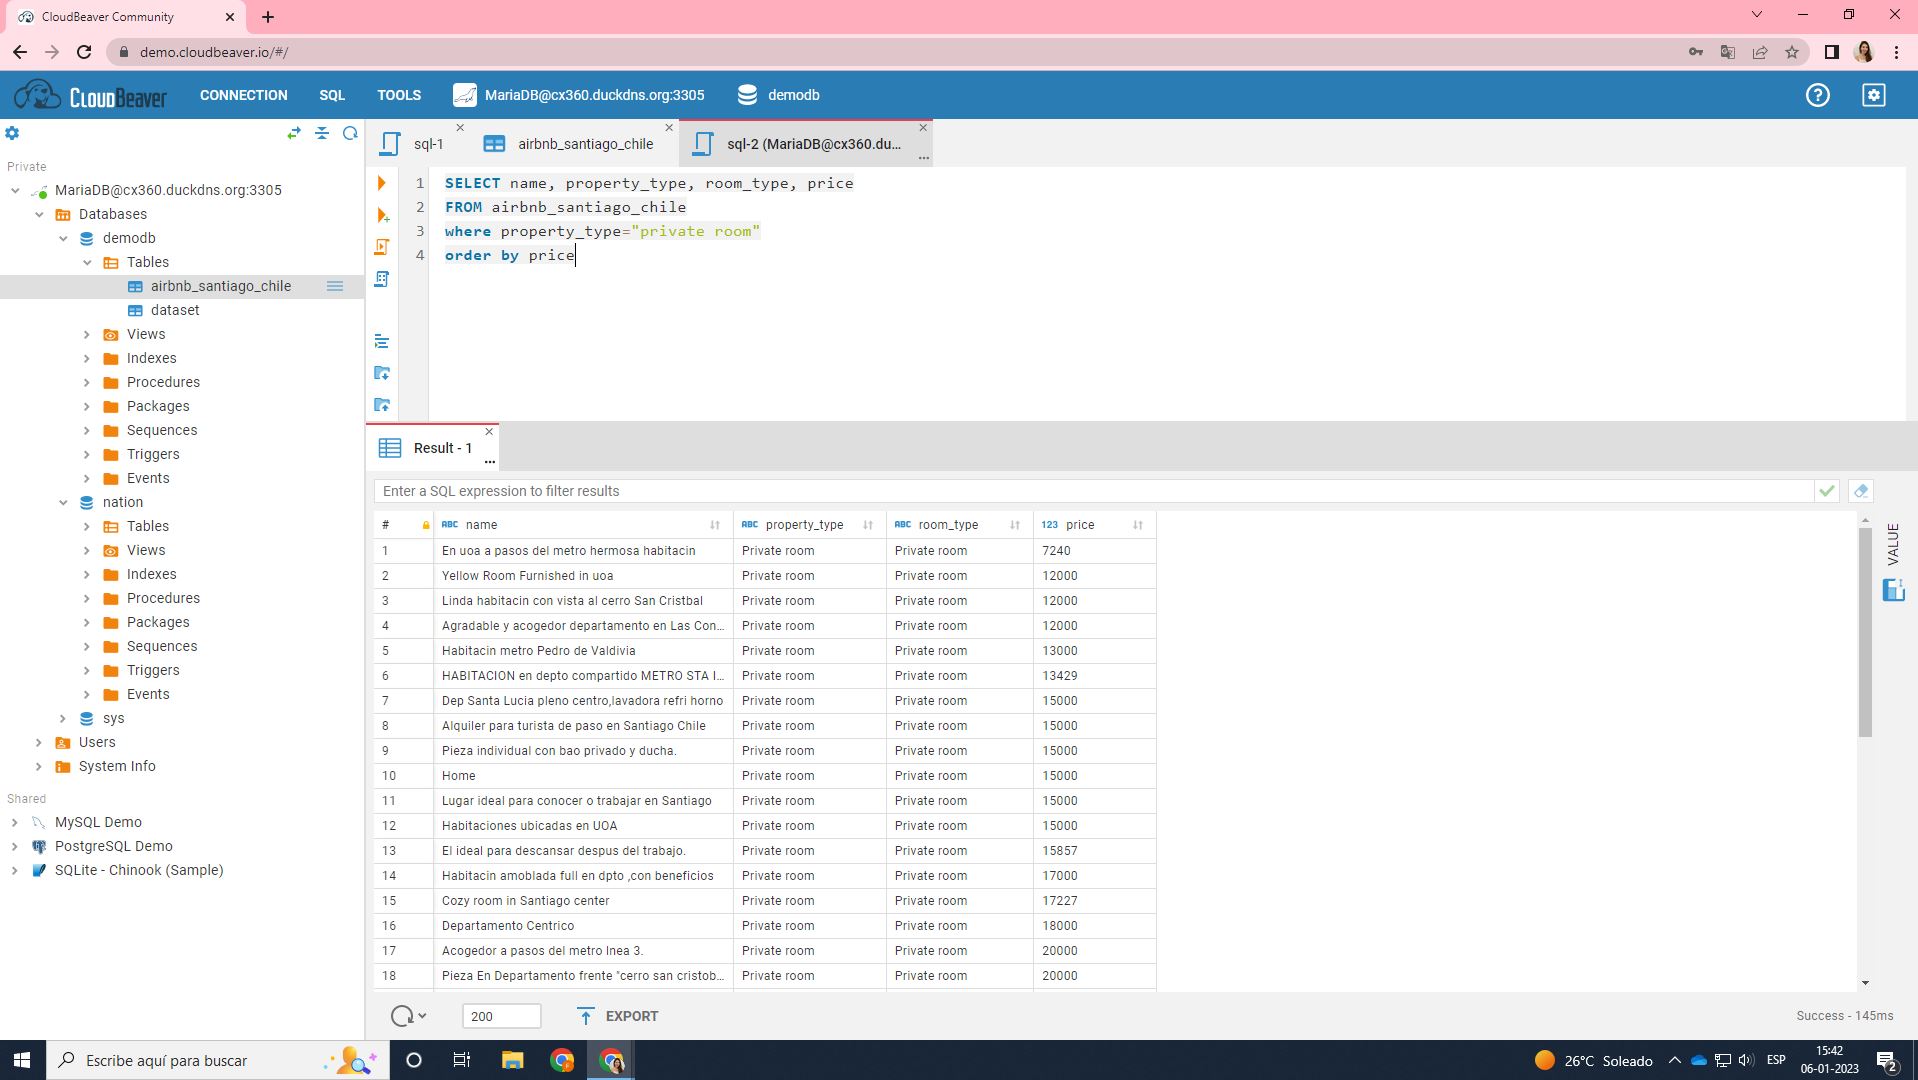 CloudBeaver Community
demo.cloudbeaver.io/#/
CloudBeaver CONNECTION SQL TOOLS MariaDB@cx360.duckdns.org:3305 demodb
Private
MariaDB@cx360.duckdns.org:3305
Databases
demodb
Tables
airbnb_santiago_chile
dataset
Views
Indexes
Procedures
Packages
Sequences
Triggers
Events
nation
Tables
Views
Indexes
Procedures
Packages
Sequences
Triggers
Events
sys
Users
System Info
Shared
MySQL Demo
PostgreSQL Demo
SQLite - Chinook (Sample)
sql-1 airbnb_santiago_chile sql-2 (MariaDB@cx360.du...
1 SELECT name, property_type, room_type, price
2 FROM airbnb_santiago_chile
3 where property_type="private room"
4 order by price
Result - 1
Enter a SQL expression to filter results
# ABC name ABC property_type ABC room_type 123 price
1 En uoa a pasos del metro hermosa habitacin Private room Private room 7240
2 Yellow Room Furnished in uoa Private room Private room 12000
3 Linda habitacin con vista al cerro San Cristbal Private room Private room 12000
4 Agradable y acogedor departamento en Las Con... Private room Private room 12000
5 Habitacin metro Pedro de Valdivia Private room Private room 13000
6 HABITACION en depto compartido METRO STA I... Private room Private room 13429
7 Dep Santa Lucia pleno centro,lavadora refri horno Private room Private room 15000
8 Alquiler para turista de paso en Santiago Chile Private room Private room 15000
9 Pieza individual con bao privado y ducha. Private room Private room 15000
10 Home Private room Private room 15000
11 Lugar ideal para conocer o trabajar en Santiago Private room Private room 15000
12 Habitaciones ubicadas en UOA Private room Private room 15000
13 El ideal para descansar despus del trabajo. Private room Private room 15857
14 Habitacin amoblada full en dpto ,con beneficios Private room Private room 17000
15 Cozy room in Santiago center Private room Private room 17227
16 Departamento Centrico Private room Private room 18000
17 Acogedor a pasos del metro lnea 3. Private room Private room 20000
18 Pieza En Departamento frente "cerro san cristob... Private room Private room 20000
VALUE
200 EXPORT Success - 145ms
Escribe aquí para buscar 26°C Soleado ESP 15:42
06-01-2023 2